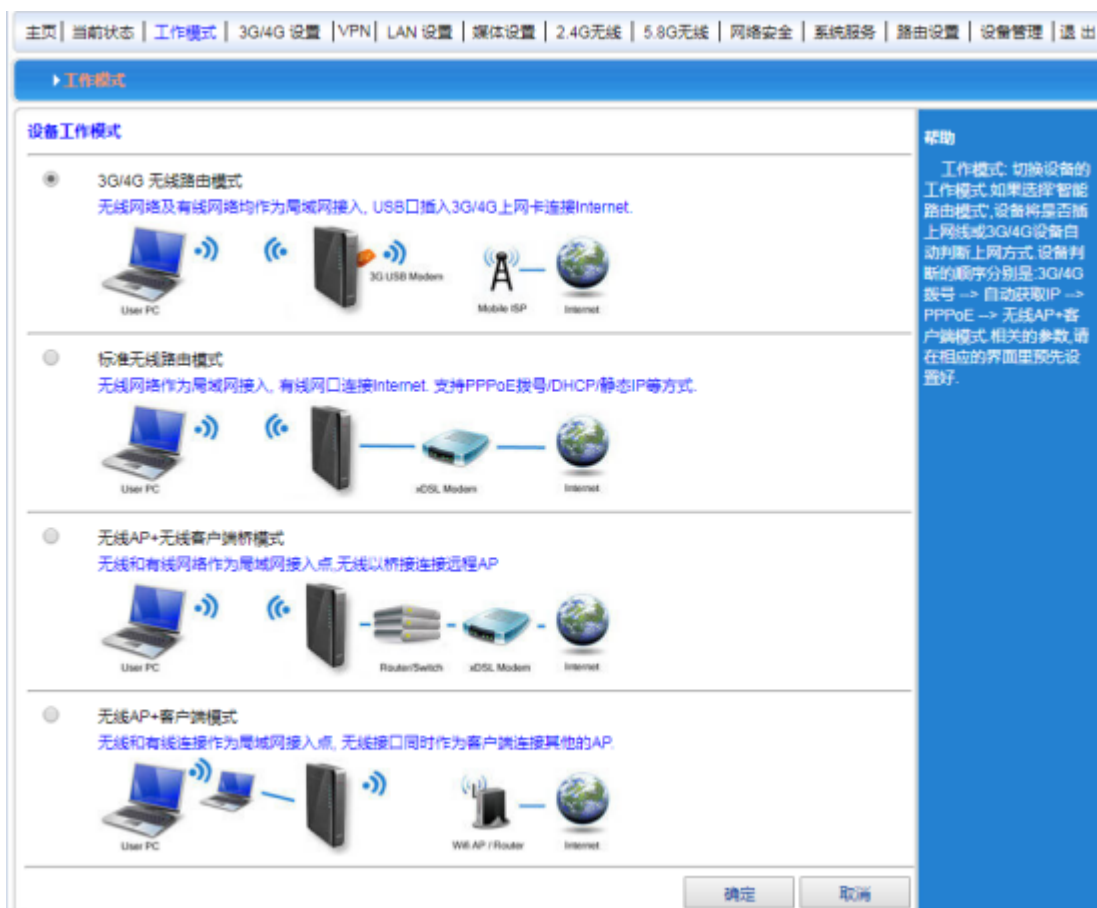 主页| 当前状态 | 工作模式 | 3G/4G 设置 |VPN| LAN 设置 | 媒体设置 | 2.4G无线 | 5.8G无线 | 网络安全 | 系统服务 | 路由设置 | 设备管理 |退 出
工作模式
设备工作模式
3G/4G 无线路由模式
无线网络及有线网络均作为局域网接入, USB口插入3G/4G上网卡连接Internet.
3G USB Modem
User PC
Mobile ISP
Internet
标准无线路由模式
无线网络作为局域网接入, 有线网口连接Internet. 支持PPPoE拨号/DHCP/静态IP等方式.
User PC
xDSL Modem
Internet
无线AP+无线客户端桥模式
无线和有线网络作为局域网接入点,无线以桥接连接远程AP
User PC
Router/Switch
xDSL Modem
Internet
无线AP+客户端模式
无线和有线连接作为局域网接入点, 无线接口同时作为客户端连接其他的AP.
User PC
Wifi AP / Router
Internet
确定
取消
帮助
工作模式: 切换设备的
工作模式.如果选择'智能
路由模式',设备将是否插
上网线或3G/4G设备自
动判断上网方式.设备判
断的顺序分别是:3G/4G
拨号 --> 自动获取IP -->
PPPoE --> 无线AP+客
户端模式.相关的参数,请
在相应的界面里预先设
置好.